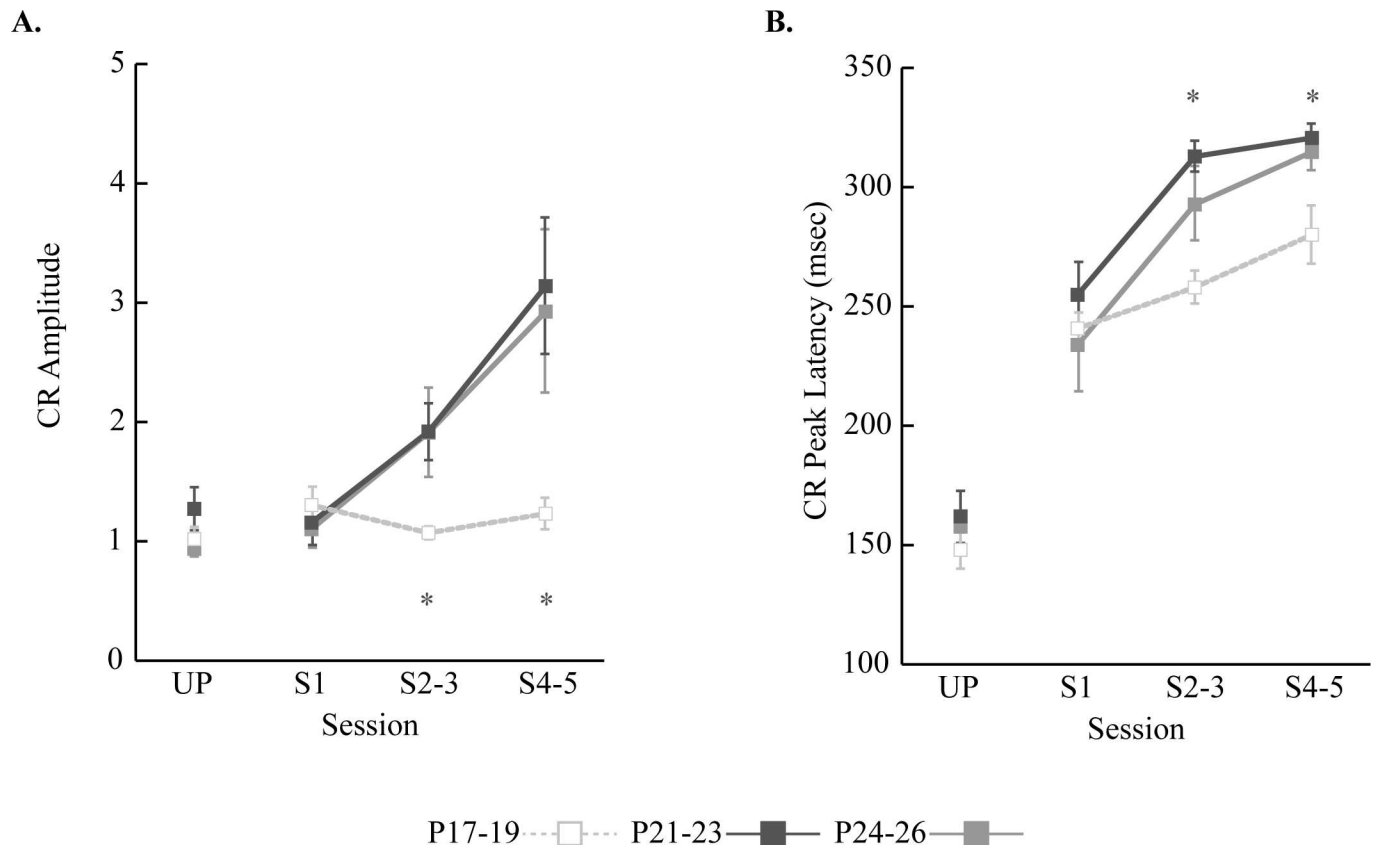 A.
5
4
3
2
1
0
CR Amplitude
UP S1 S2-3 S4-5
Session
* *
B.
350
300
250
200
150
100
CR Peak Latency (msec)
UP S1 S2-3 S4-5
Session
* *
P17-19 P21-23 P24-26